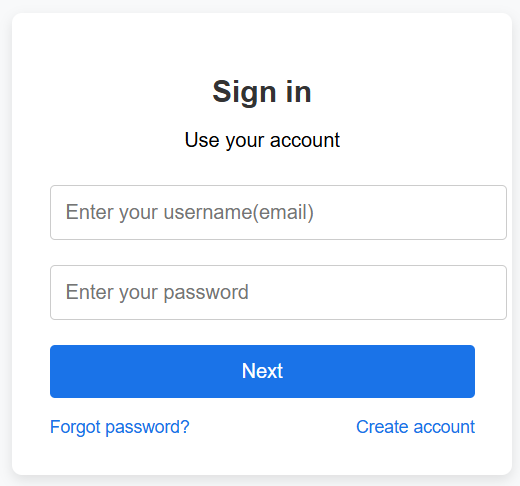 Sign in
Use your account
Enter your username(email)
Enter your password
Next
Forgot password? Create account